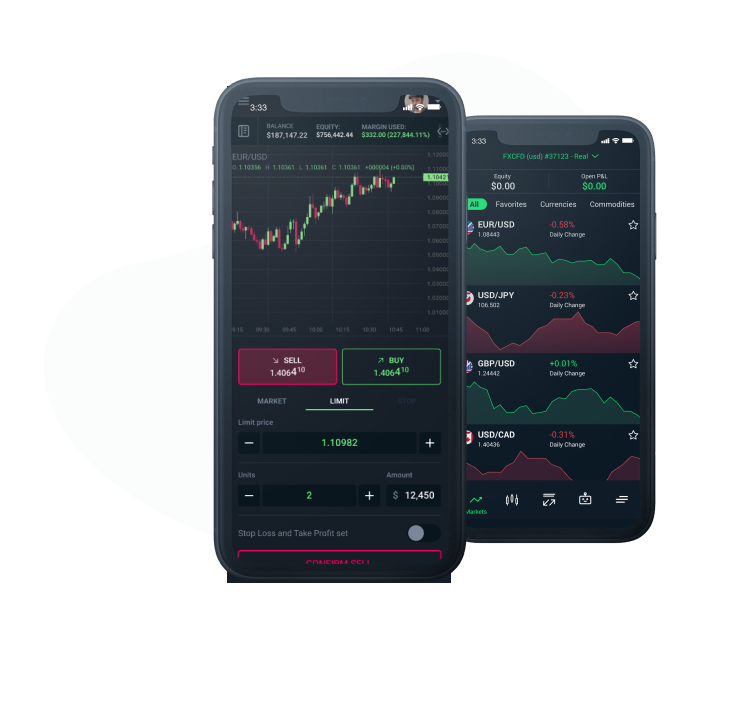 3:33
BALANCE EQUITY: MARGIN USED:
$187,147.22 $756,442.44 $332.00 (227,844.11%)
EUR/USD
O 1.10356 H 1.10361 L 1.10361 C 1.10361 +000004 (+0.00%)
1.12000
1.11000
1.10421
1.10000
1.09000
1.08000
1.07000
1.06000
1.05000
1.04000
1.03000
1.02000
1.01000
09:15 09:30 09:45 10:00 10:15 10:30 10:45 11:00
SELL BUY
1.406410 1.406410
MARKET LIMIT STOP
Limit price
− 1.10982 +
Units Amount
− 2 + $ 12,450
Stop Loss and Take Profit set
CONFIRM SELL
3:33
FXCFD (usd) #37123 - Real
Equity Open P&L
$0.00 $0.00
All Favorites Currencies Commodities
EUR/USD -0.58%
1.08443 Daily Change
USD/JPY -0.23%
106.502 Daily Change
GBP/USD +0.01%
1.24442 Daily Change
USD/CAD -0.31%
1.40436 Daily Change
Markets